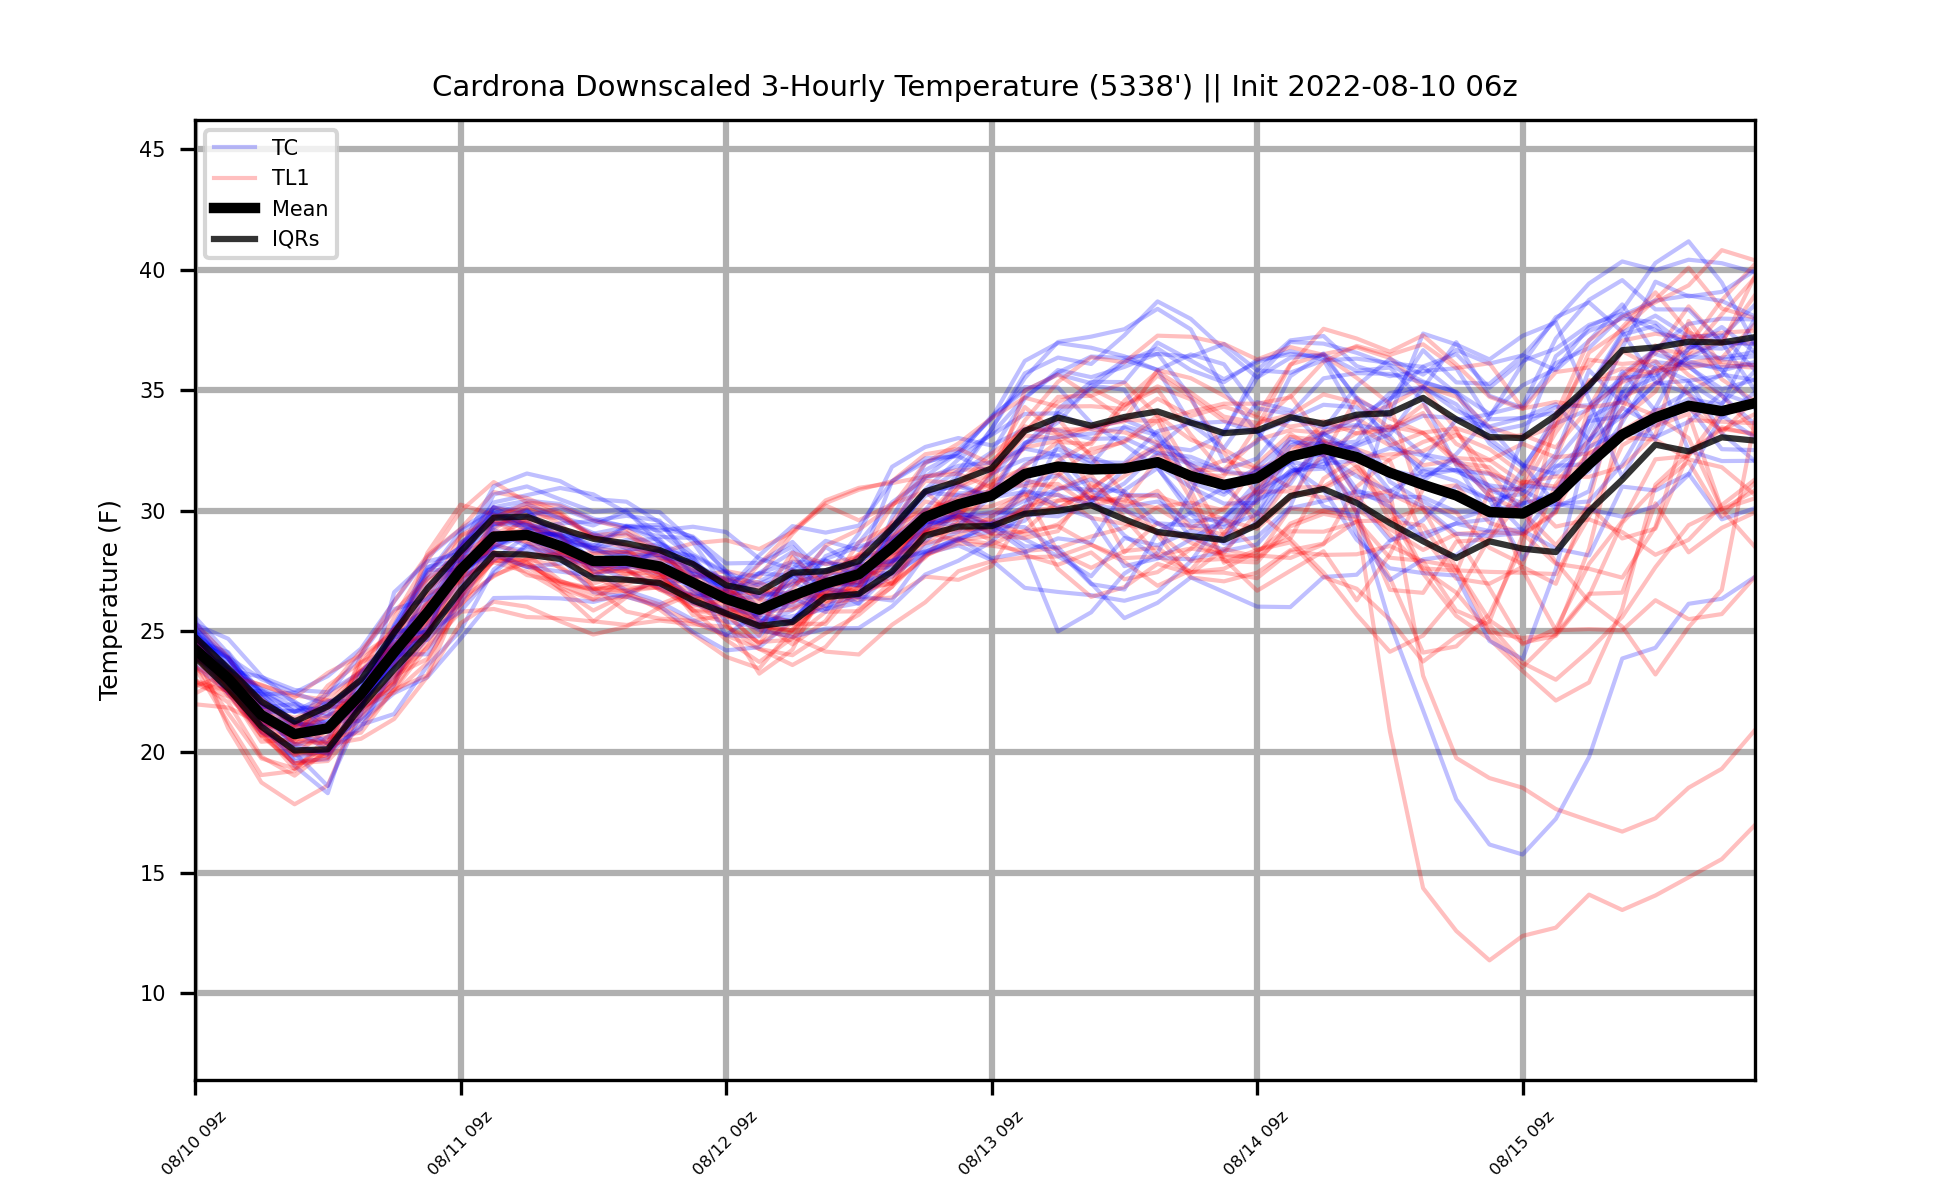 Cardrona Downscaled 3-Hourly Temperature (5338') || Init 2022-08-10 06z
TC
TL1
Mean
IQRs
Temperature (F)
45
40
35
30
25
20
15
10
08/10 09z
08/11 09z
08/12 09z
08/13 09z
08/14 09z
08/15 09z